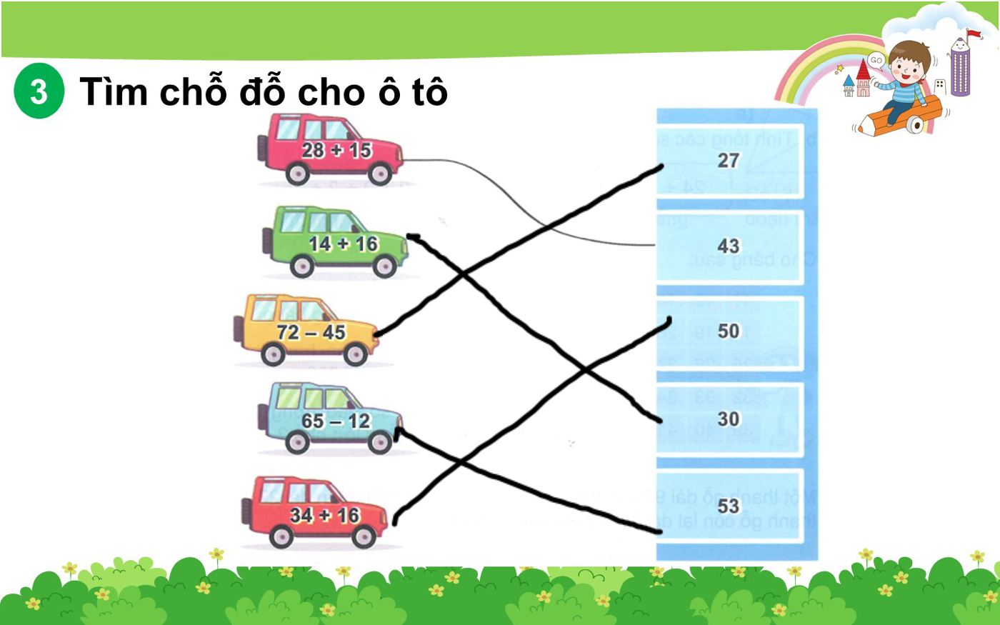 3 Tìm chỗ đỗ cho ô tô
GO
28 + 15
27
14 + 16
43
72 – 45
50
65 – 12
30
34 + 16
53